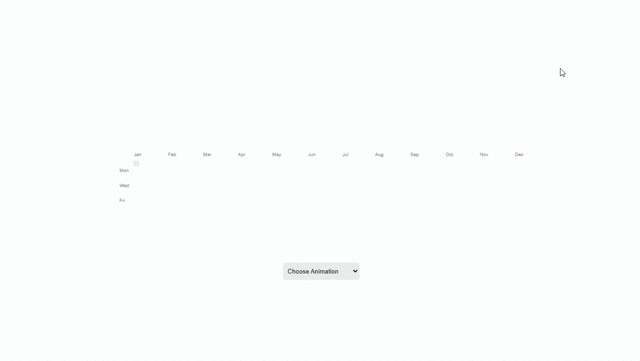 Jan Feb Mar Apr May Jun Jul Aug Sep Oct Nov Dec
Mon
Wed
Fri
Choose Animation